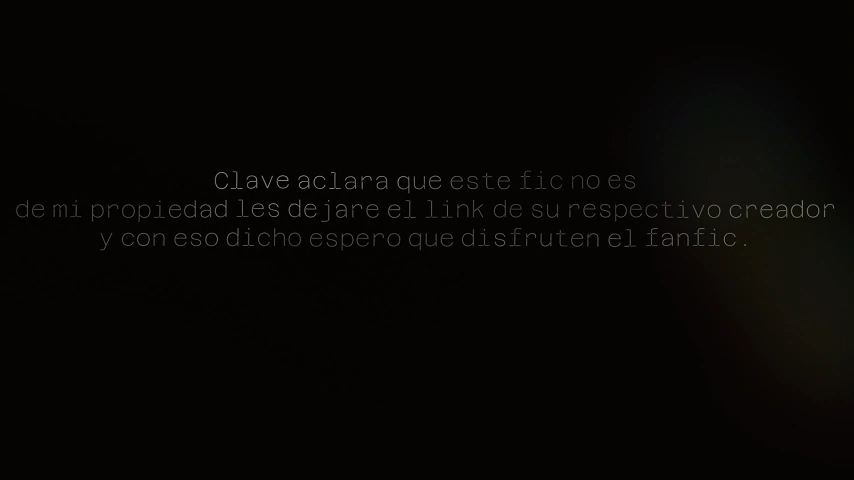 Clave aclara que este fic no es
de mi propiedad les dejare el link de su respectivo creador
y con eso dicho espero que disfruten el fanfic.